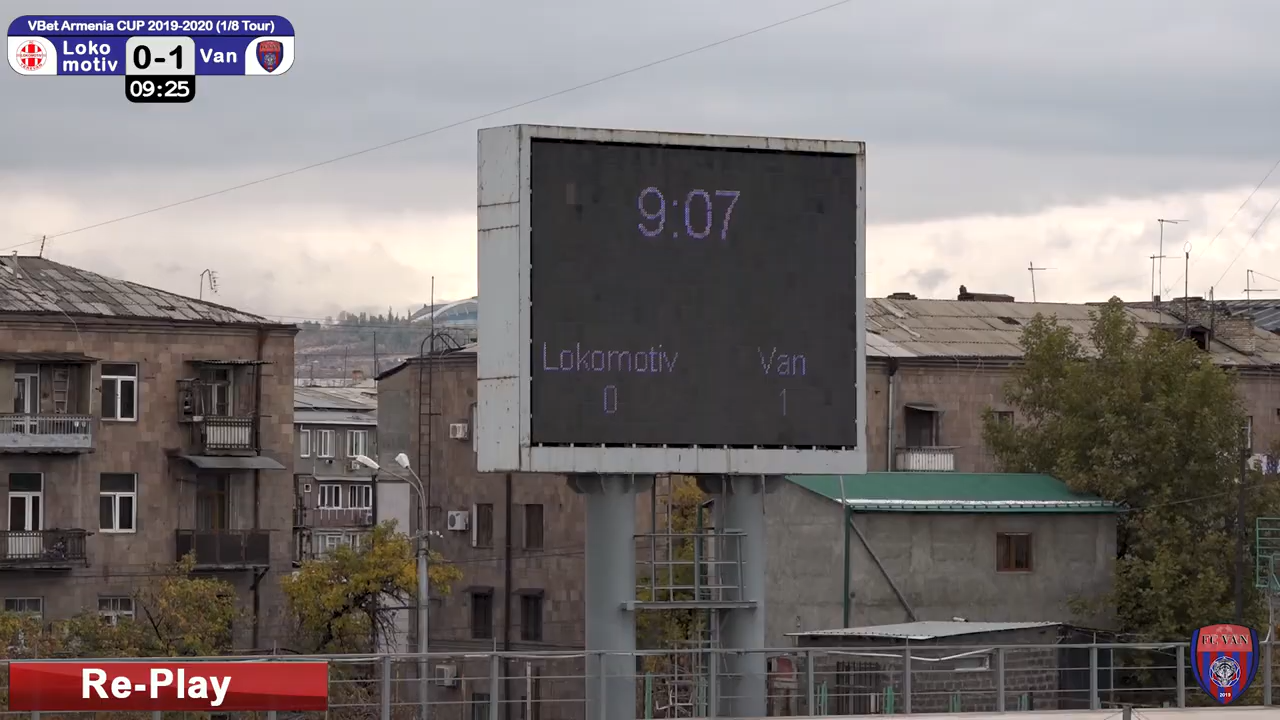 VBet Armenia CUP 2019-2020 (1/8 Tour)
Loko
motiv
0-1
Van
09:25
9:07
Lokomotiv Van
0 1
Re-Play
FC VAN
2019